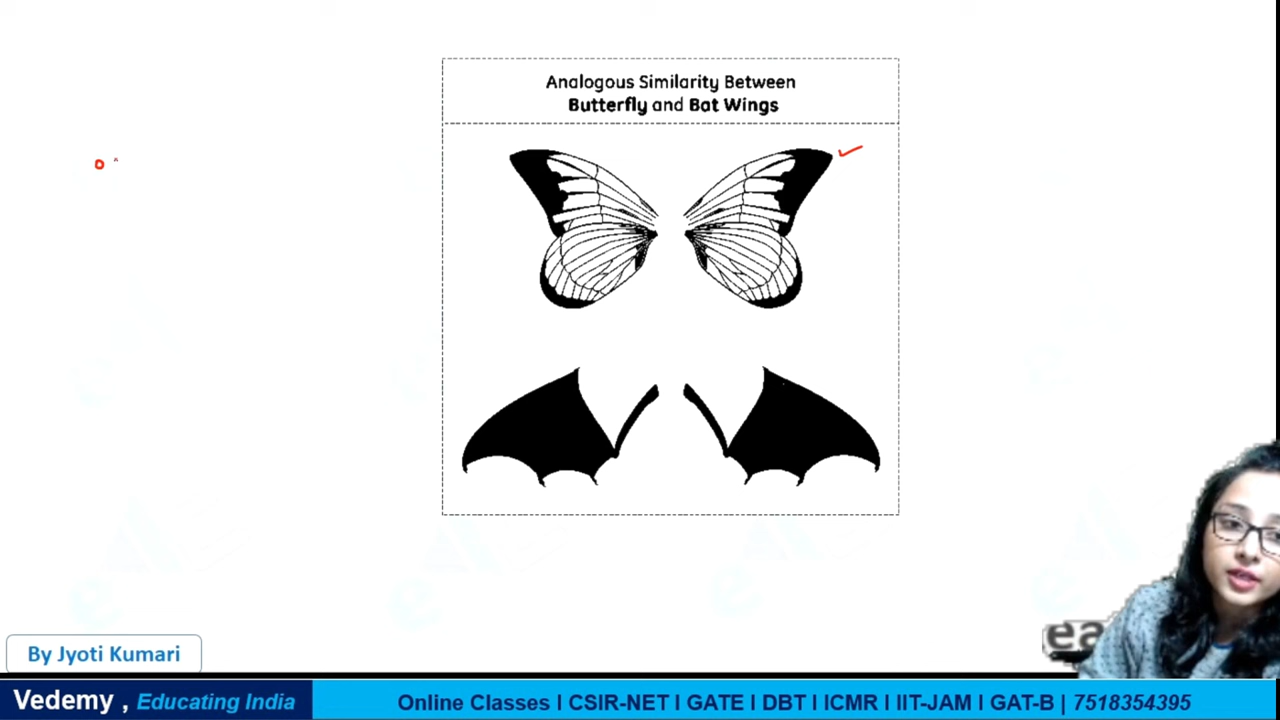 Analogous Similarity Between
Butterfly and Bat Wings
ea
By Jyoti Kumari
Vedemy , Educating India
Online Classes I CSIR-NET I GATE I DBT I ICMR I IIT-JAM I GAT-B | 7518354395